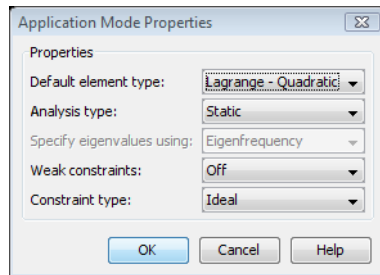 Application Mode Properties
Properties
Default element type: Lagrange - Quadratic
Analysis type: Static
Specify eigenvalues using: Eigenfrequency
Weak constraints: Off
Constraint type: Ideal
OK Cancel Help